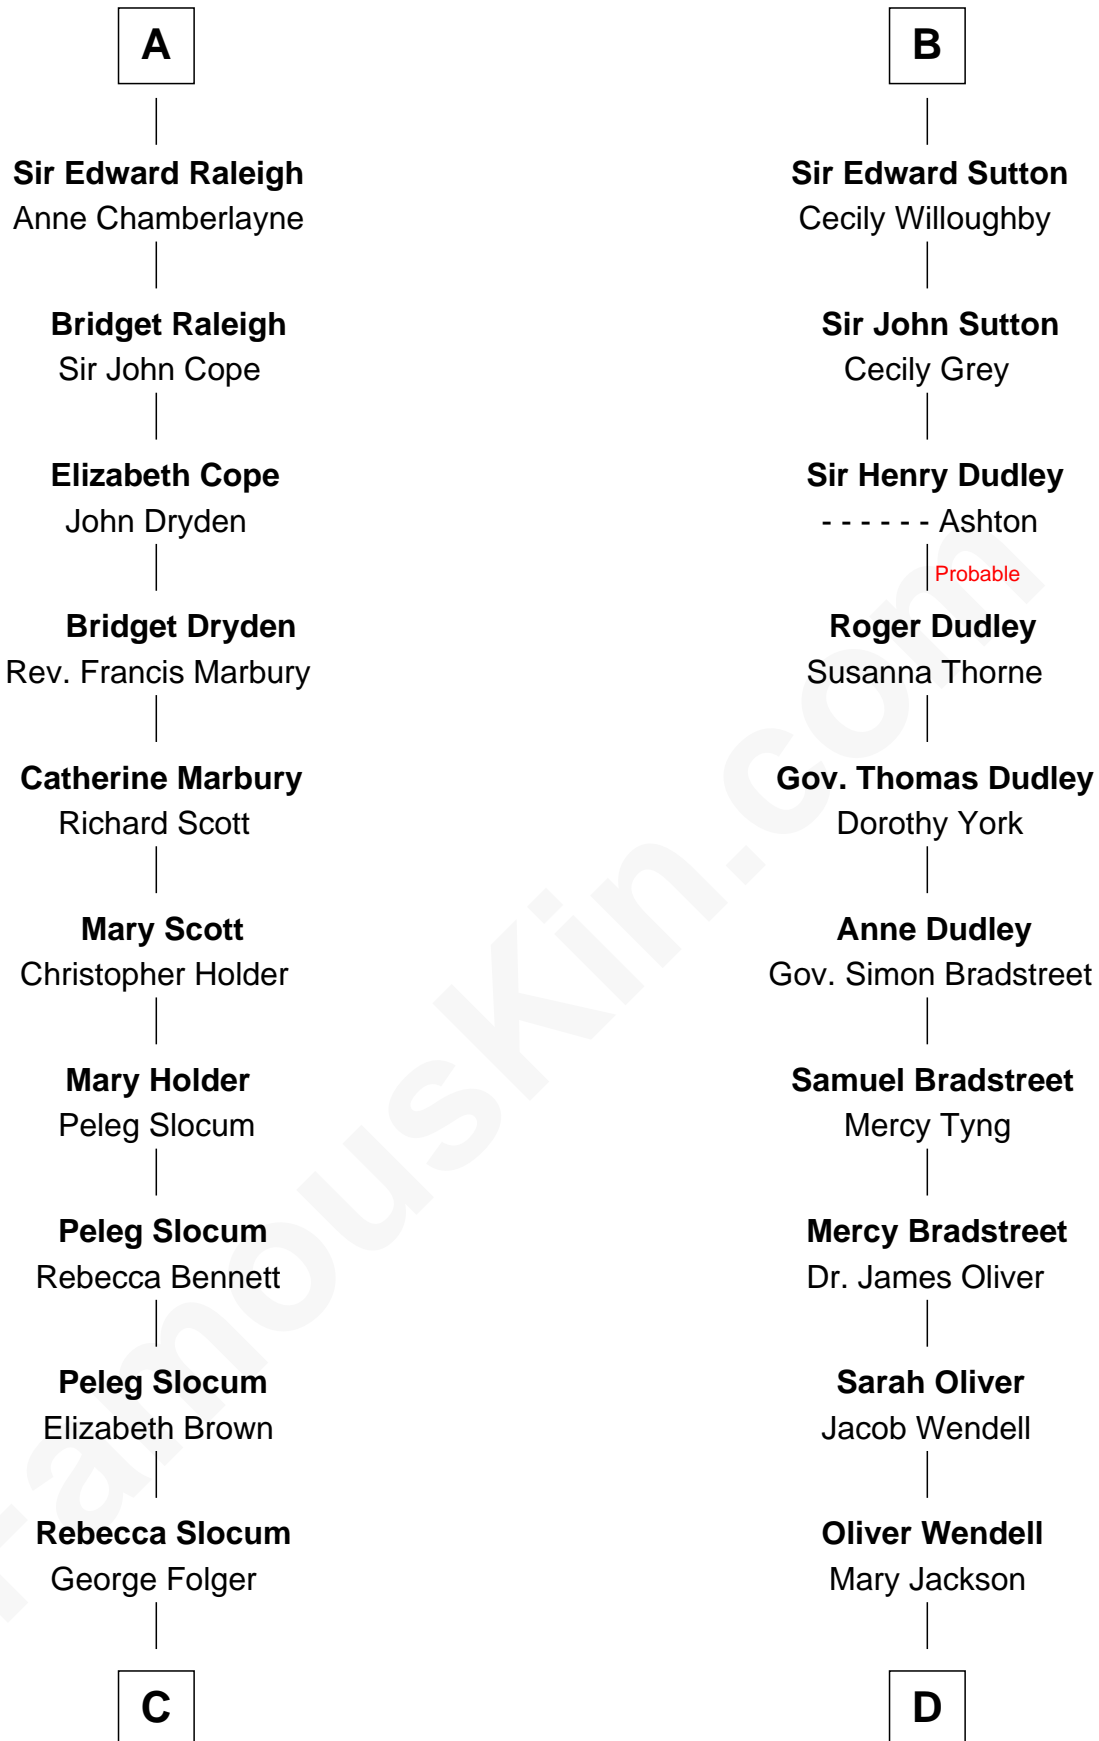 A
Sir Edward Raleigh
Anne Chamberlayne
Bridget Raleigh
Sir John Cope
Elizabeth Cope
John Dryden
Bridget Dryden
Rev. Francis Marbury
Catherine Marbury
Richard Scott
Mary Scott
Christopher Holder
Mary Holder
Peleg Slocum
Peleg Slocum
Rebecca Bennett
Peleg Slocum
Elizabeth Brown
Rebecca Slocum
George Folger
C
B
Sir Edward Sutton
Cecily Willoughby
Sir John Sutton
Cecily Grey
Sir Henry Dudley
- - - - - - Ashton
Probable
Roger Dudley
Susanna Thorne
Gov. Thomas Dudley
Dorothy York
Anne Dudley
Gov. Simon Bradstreet
Samuel Bradstreet
Mercy Tyng
Mercy Bradstreet
Dr. James Oliver
Sarah Oliver
Jacob Wendell
Oliver Wendell
Mary Jackson
D
FamousKin.com